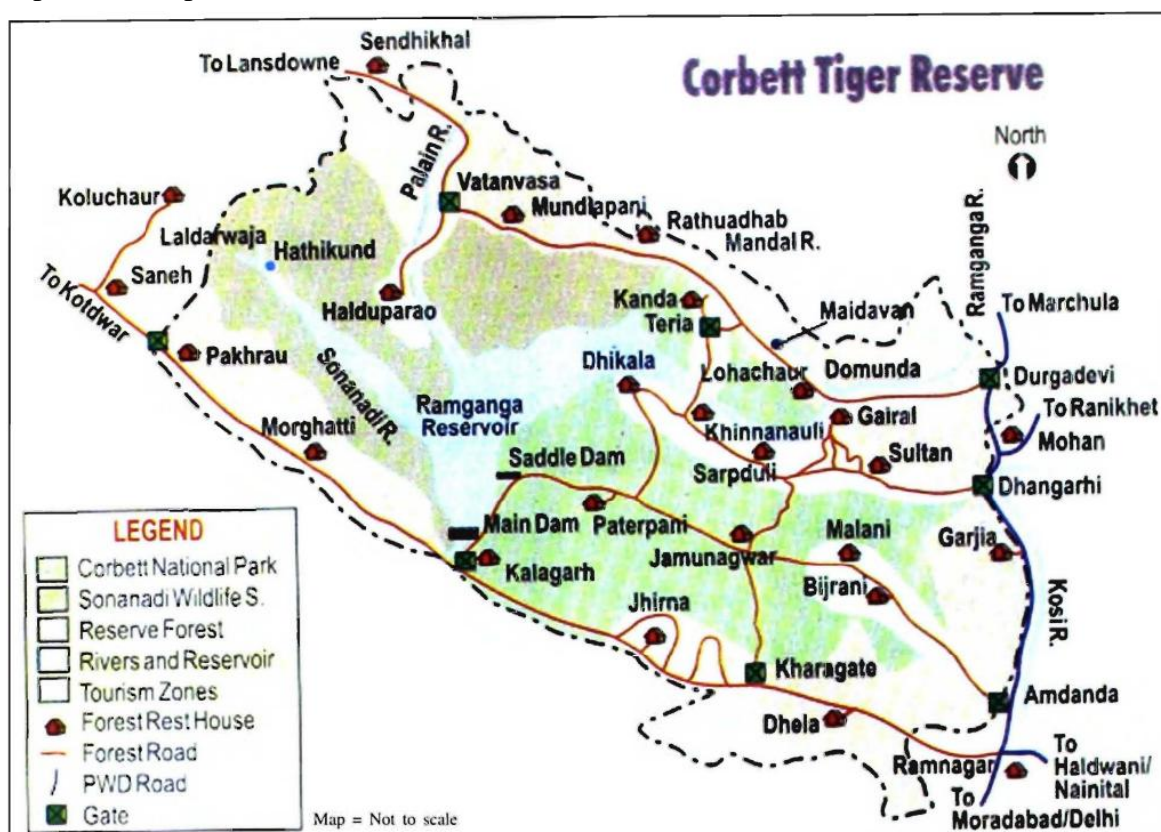 Corbett Tiger Reserve
North
Sendhikhal
To Lansdowne
Palain R.
Koluchaur
Vatanvasa
Mundiapani
Rathuadhab
Mandal R.
Ramganga R.
Laldarwaja
Hathikund
Saneh
To Kotdwar
Halduparao
Kanda
Teria
Maidavan
To Marchula
Pakhrau
Sonanadi R.
Dhikala
Lohachaur
Domunda
Durgadevi
Ramganga
Reservoir
Gairal
To Ranikhet
Mohan
Khinnanauli
Morghatti
Sultan
Saddle Dam
Sarpduli
Dhangarhi
Main Dam
Paterpani
Malani
Garjia
Kalagarh
Jamunagwar
Bijrani
Kosi R.
Jhirna
Kharagate
Amdanda
Dhela
Ramnagar
To
Haldwani/
Nainital
To
Moradabad/Delhi
LEGEND
Corbett National Park
Sonanadi Wildlife S.
Reserve Forest
Rivers and Reservoir
Tourism Zones
Forest Rest House
Forest Road
PWD Road
Gate
Map = Not to scale